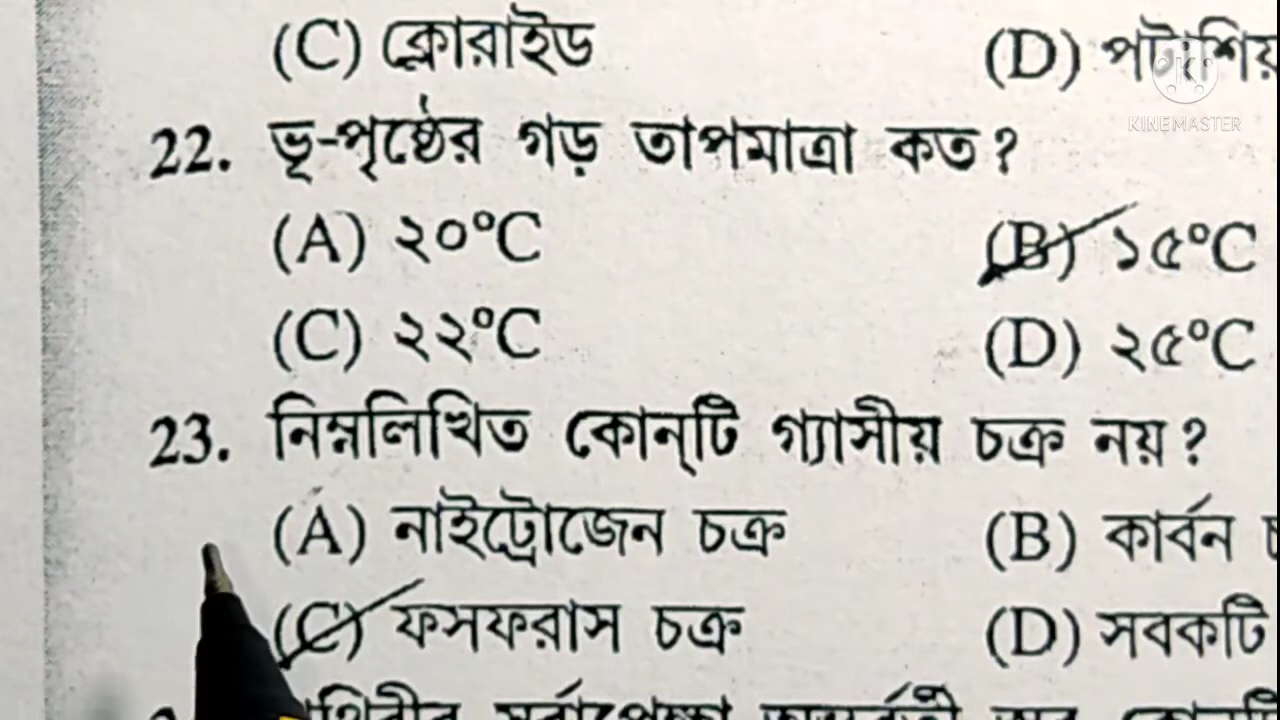 (C) ক্লোরাইড (D)
KINEMASTER
22. ভূ-পৃষ্ঠের গড় তাপমাত্রা কত?
(A) ২০°C (B) ১৫°C
(C) ২২°C (D) ২৫°C
23. নিম্নলিখিত কোন্‌টি গ্যাসীয় চক্র নয়?
(A) নাইট্রোজেন চক্র (B) কার্বন
(C) ফসফরাস চক্র (D) সবকটি